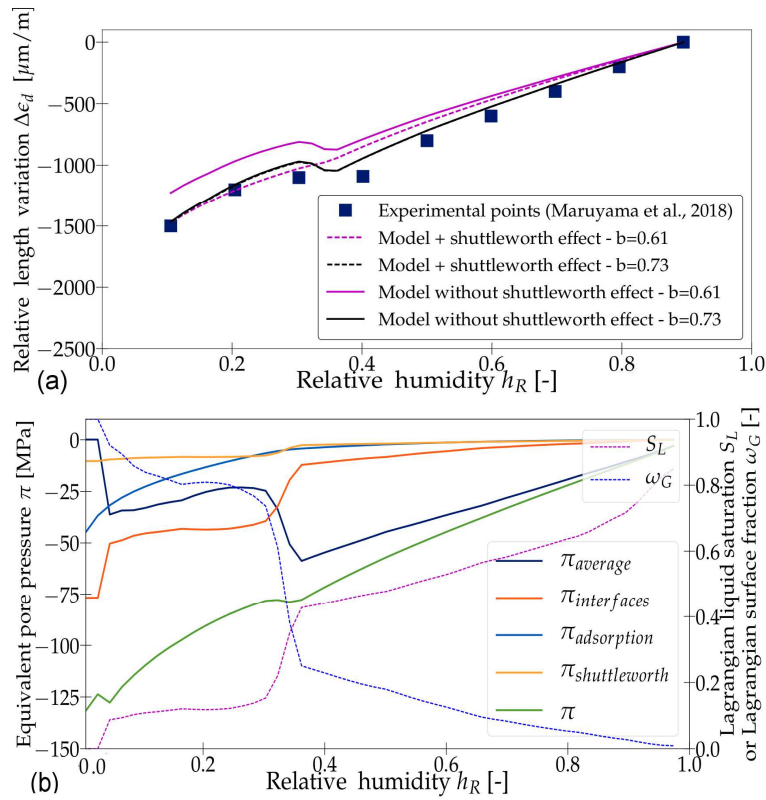 0
−500
−1000
−1500
−2000
−2500
Relative length variation Δϵ_d [μm/m]
Experimental points (Maruyama et al., 2018)
Model + shuttleworth effect - b=0.61
Model + shuttleworth effect - b=0.73
Model without shuttleworth effect - b=0.61
Model without shuttleworth effect - b=0.73
0.0 0.2 0.4 0.6 0.8 1.0
(a)
Relative humidity h_R [-]
0
−25
−50
−75
−100
−125
−150
Equivalent pore pressure π [MPa]
S_L
ω_G
π_average
π_interfaces
π_adsorption
π_shuttleworth
π
1.0
0.8
0.6
0.4
0.2
0.0
Lagrangian liquid saturation S_L
or Lagrangian surface fraction ω_G
0.0 0.2 0.4 0.6 0.8 1.0
(b)
Relative humidity h_R [-]